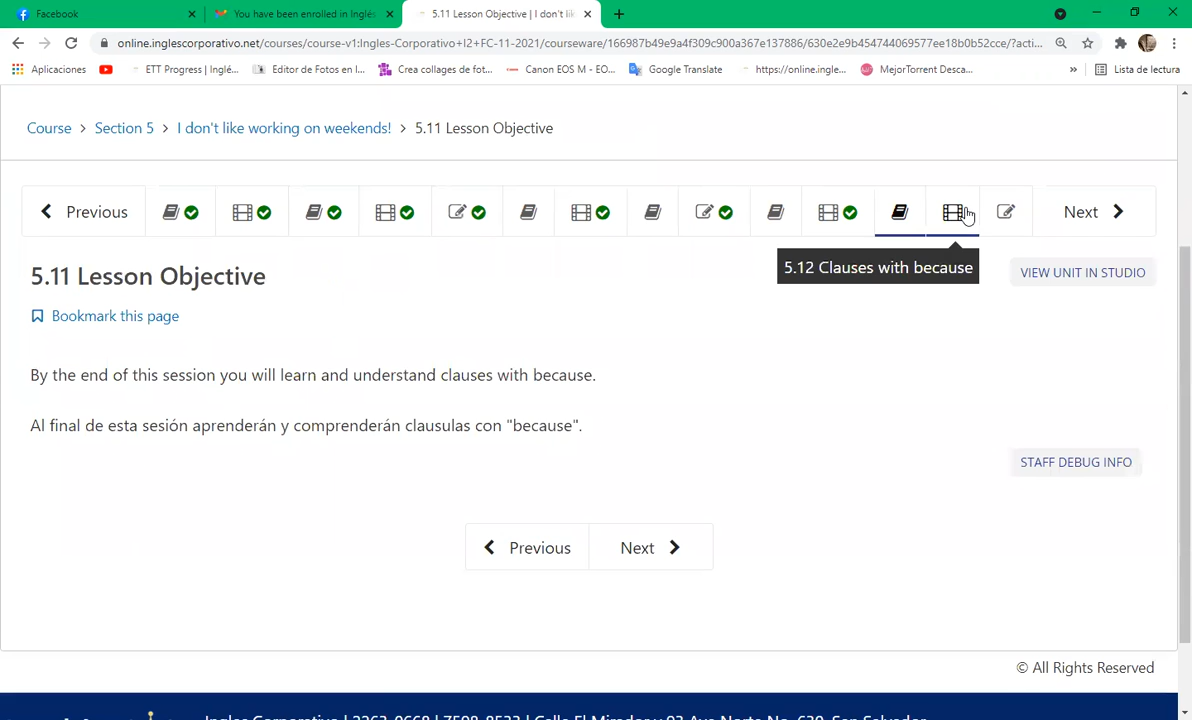 Facebook
You have been enrolled in Inglés
5.11 Lesson Objective | I don't lik
online.inglescorporativo.net/courses/course-v1:Ingles-Corporativo+I2+FC-11-2021/courseware/166987b49e9a4f309c900a367e137886/630e2e9b454744069577ee18b0b52cce/?acti...
Aplicaciones
ETT Progress | Inglé...
Editor de Fotos en l...
Crea collages de fot...
Canon EOS M - EO...
Google Translate
https://online.ingle...
MejorTorrent Desca...
»
Lista de lectura
Course > Section 5 > I don't like working on weekends! > 5.11 Lesson Objective
Previous
Next
5.12 Clauses with because
5.11 Lesson Objective
VIEW UNIT IN STUDIO
Bookmark this page
By the end of this session you will learn and understand clauses with because.
Al final de esta sesión aprenderán y comprenderán clausulas con "because".
STAFF DEBUG INFO
Previous
Next
© All Rights Reserved
Ingles Corporativo | 2263-0668 | 7598-8533 | Calle El Mirador y 93 Ave Norte No. 630, San Salvador